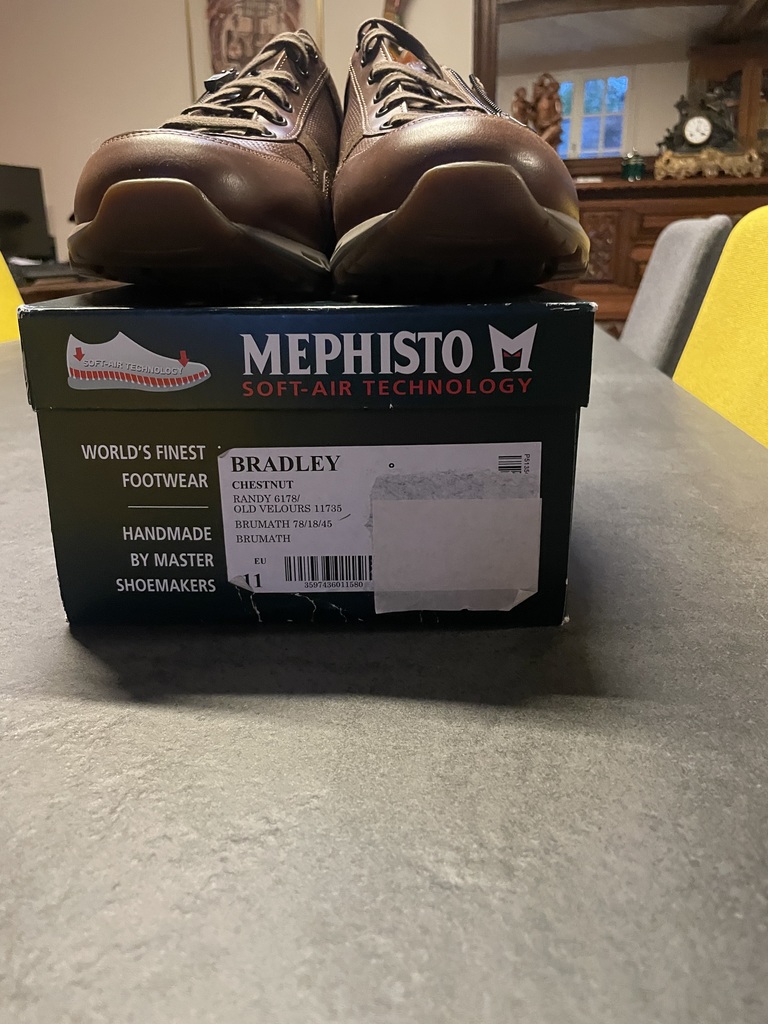 SOFT-AIR TECHNOLOGY
MEPHISTO
SOFT-AIR TECHNOLOGY
WORLD'S FINEST
FOOTWEAR
HANDMADE
BY MASTER
SHOEMAKERS
BRADLEY
CHESTNUT
RANDY 6178/
OLD VELOURS 11735
BRUMATH 78/18/45
BRUMATH
EU
11
3597436011580